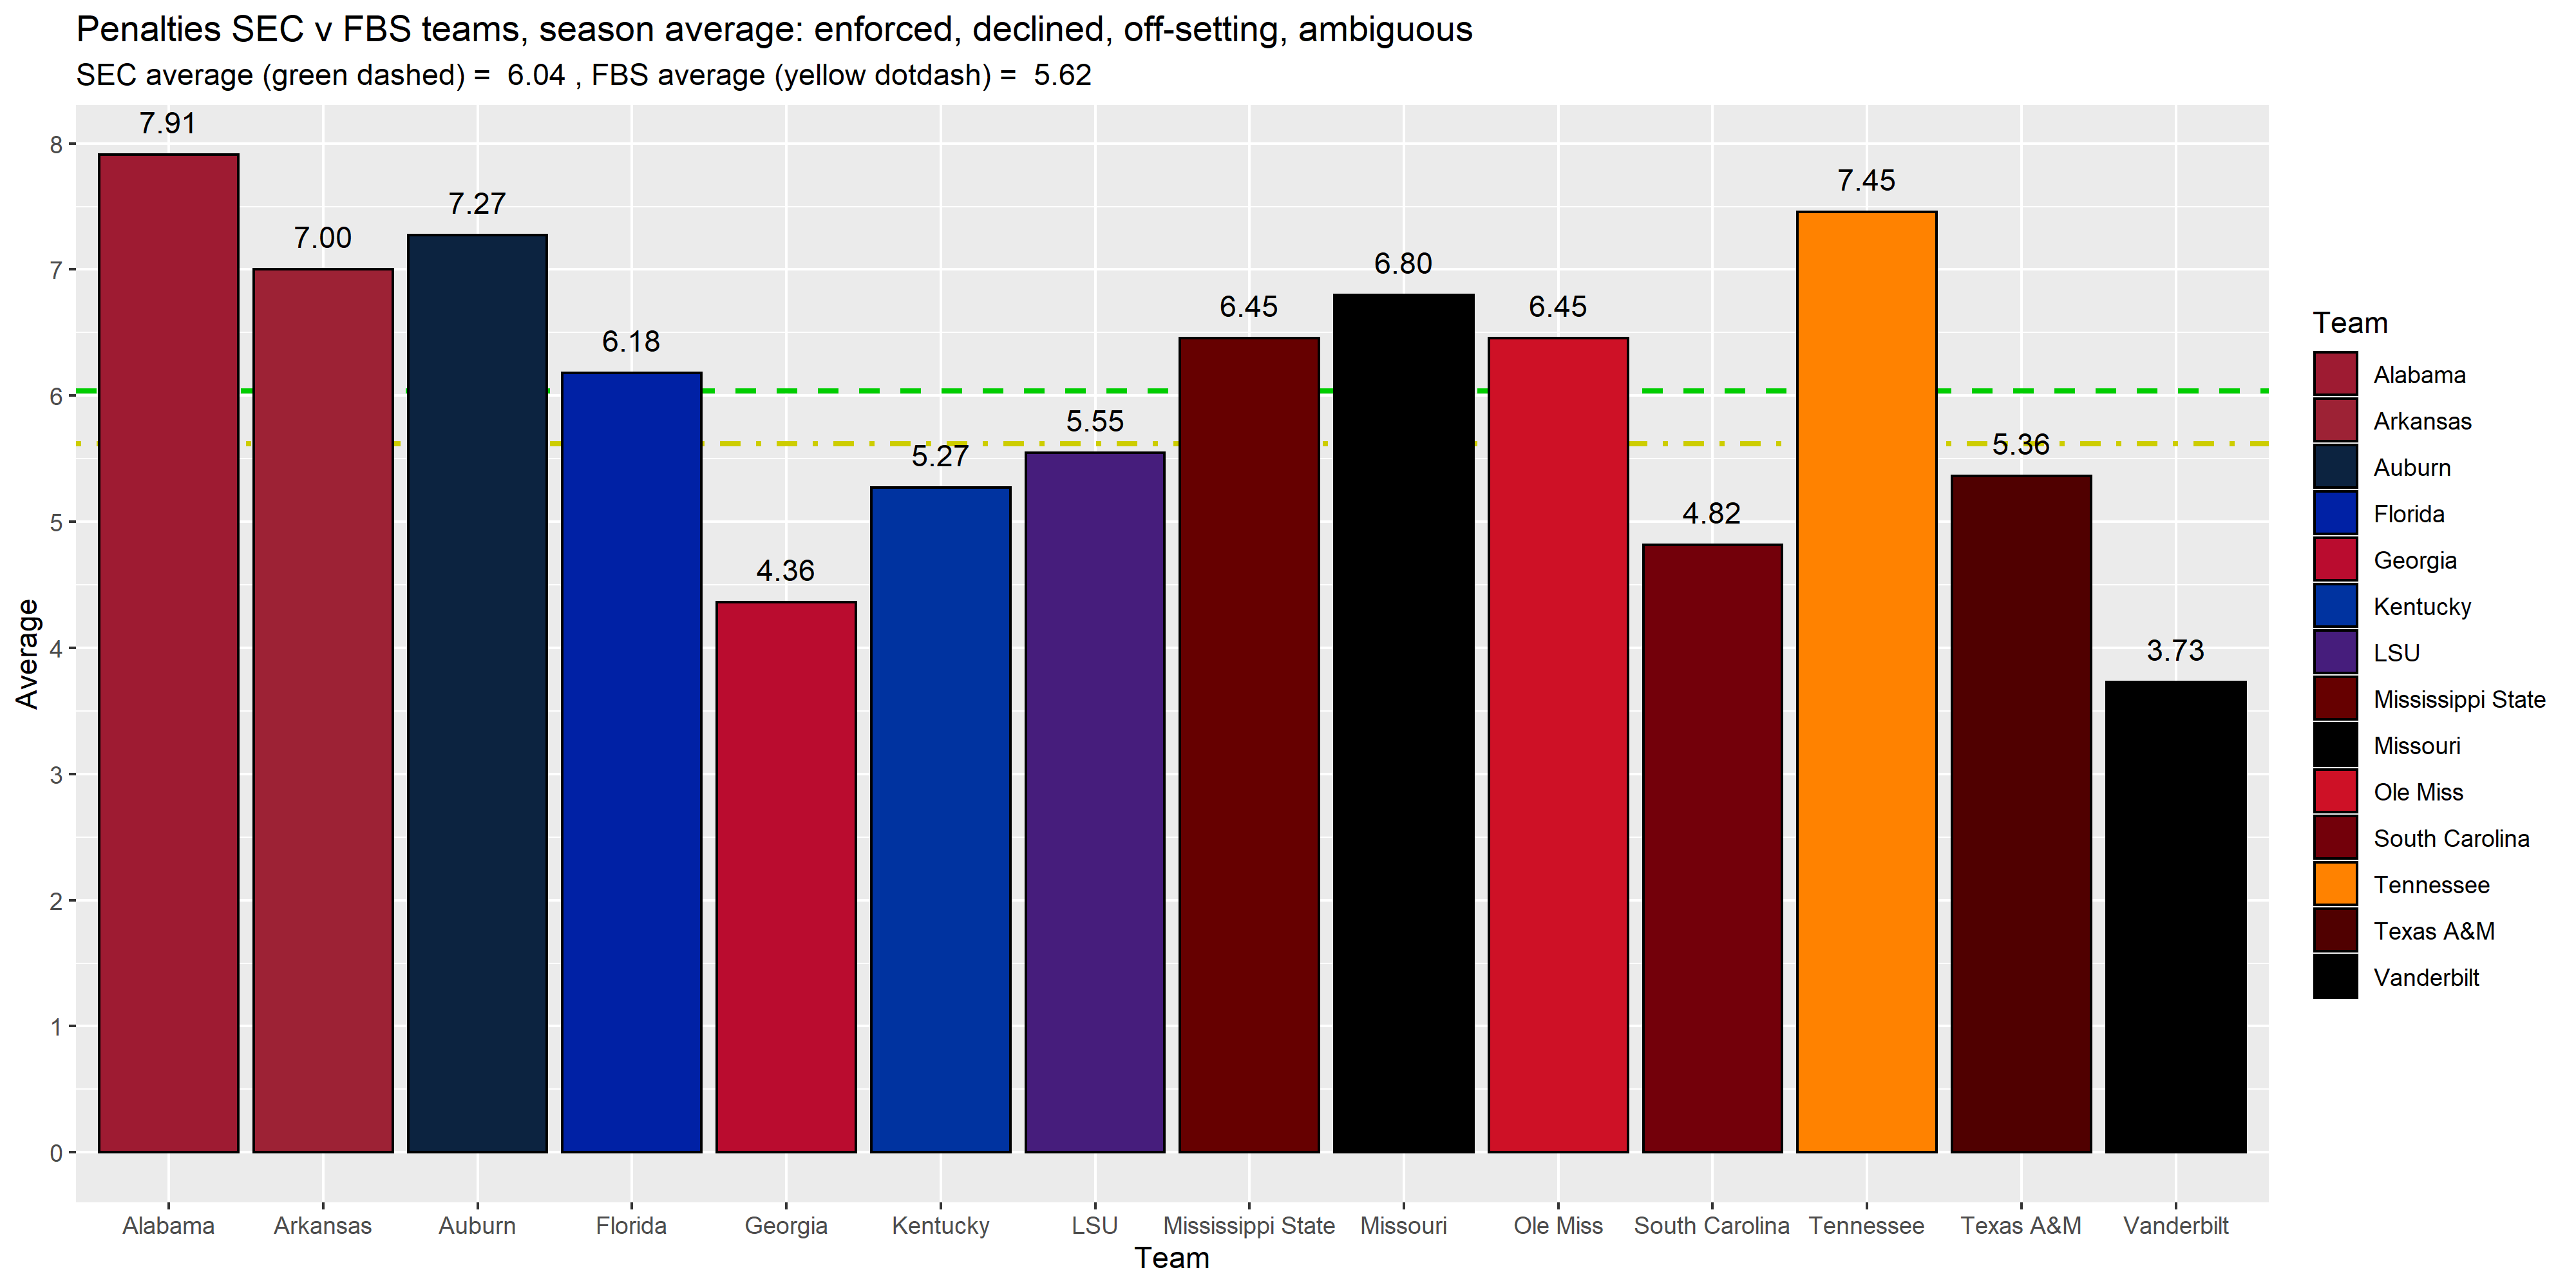 Penalties SEC v FBS teams, season average: enforced, declined, off-setting, ambiguous
SEC average (green dashed) =  6.04 , FBS average (yellow dotdash) =  5.62
7.91
7.00
7.27
6.18
4.36
5.27
5.55
6.45
6.80
6.45
4.82
7.45
5.36
3.73
8
7
6
5
4
3
2
1
0
Average
Alabama
Arkansas
Auburn
Florida
Georgia
Kentucky
LSU
Mississippi State
Missouri
Ole Miss
South Carolina
Tennessee
Texas A&M
Vanderbilt
Team
Team
Alabama
Arkansas
Auburn
Florida
Georgia
Kentucky
LSU
Mississippi State
Missouri
Ole Miss
South Carolina
Tennessee
Texas A&M
Vanderbilt